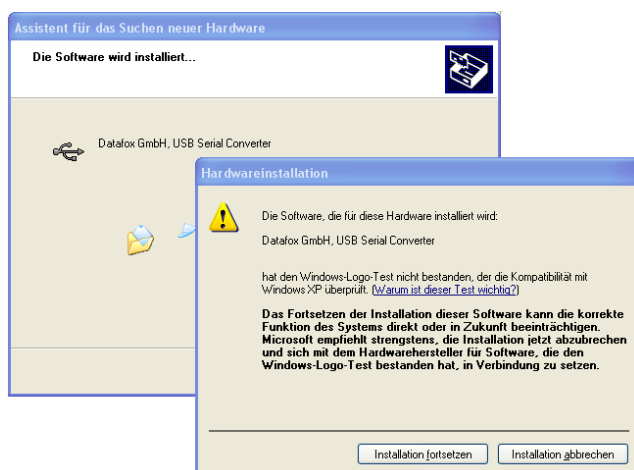 Assistent für das Suchen neuer Hardware
Die Software wird installiert...
Datafox GmbH, USB Serial Converter
Hardwareinstallation
Die Software, die für diese Hardware installiert wird:
Datafox GmbH, USB Serial Converter
hat den Windows-Logo-Test nicht bestanden, der die Kompatibilität mit
Windows XP überprüft. (Warum ist dieser Test wichtig?)
Das Fortsetzen der Installation dieser Software kann die korrekte
Funktion des Systems direkt oder in Zukunft beeinträchtigen.
Microsoft empfiehlt strengstens, die Installation jetzt abzubrechen
und sich mit dem Hardwarehersteller für Software, die den
Windows-Logo-Test bestanden hat, in Verbindung zu setzen.
Installation fortsetzen Installation abbrechen